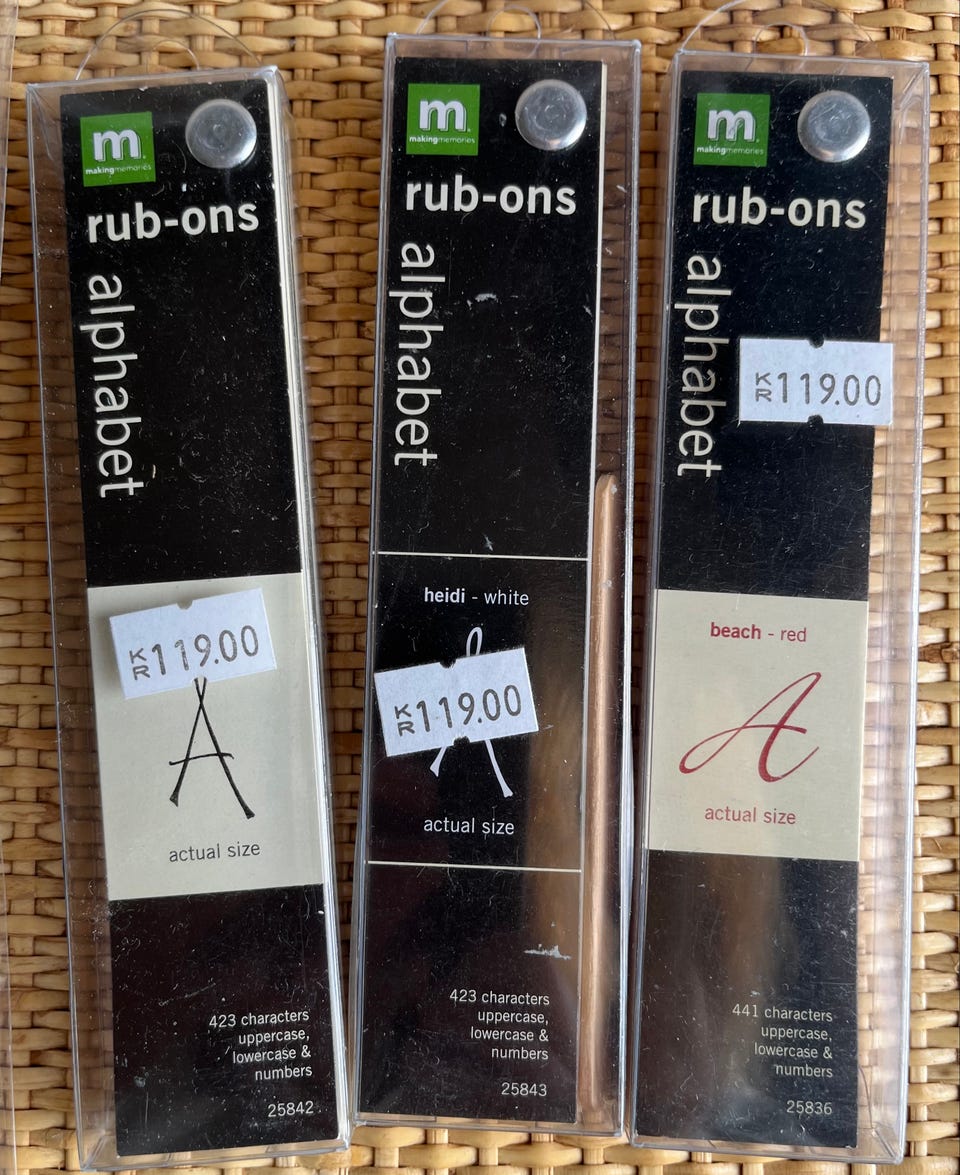 m
makingmemories
rub-ons
alphabet
KR119.00
actual size
423 characters
uppercase,
lowercase &
numbers
25842
m
makingmemories
rub-ons
alphabet
heidi - white
KR119.00
actual size
423 characters
uppercase,
lowercase &
numbers
25843
m
makingmemories
rub-ons
alphabet
KR119.00
beach - red
A
actual size
441 characters
uppercase,
lowercase &
numbers
25836